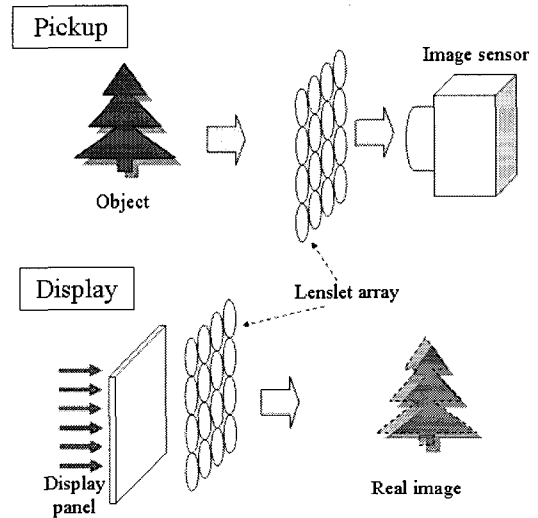 Pickup
Image sensor
Object
Lenslet array
Display
Display
panel
Real image